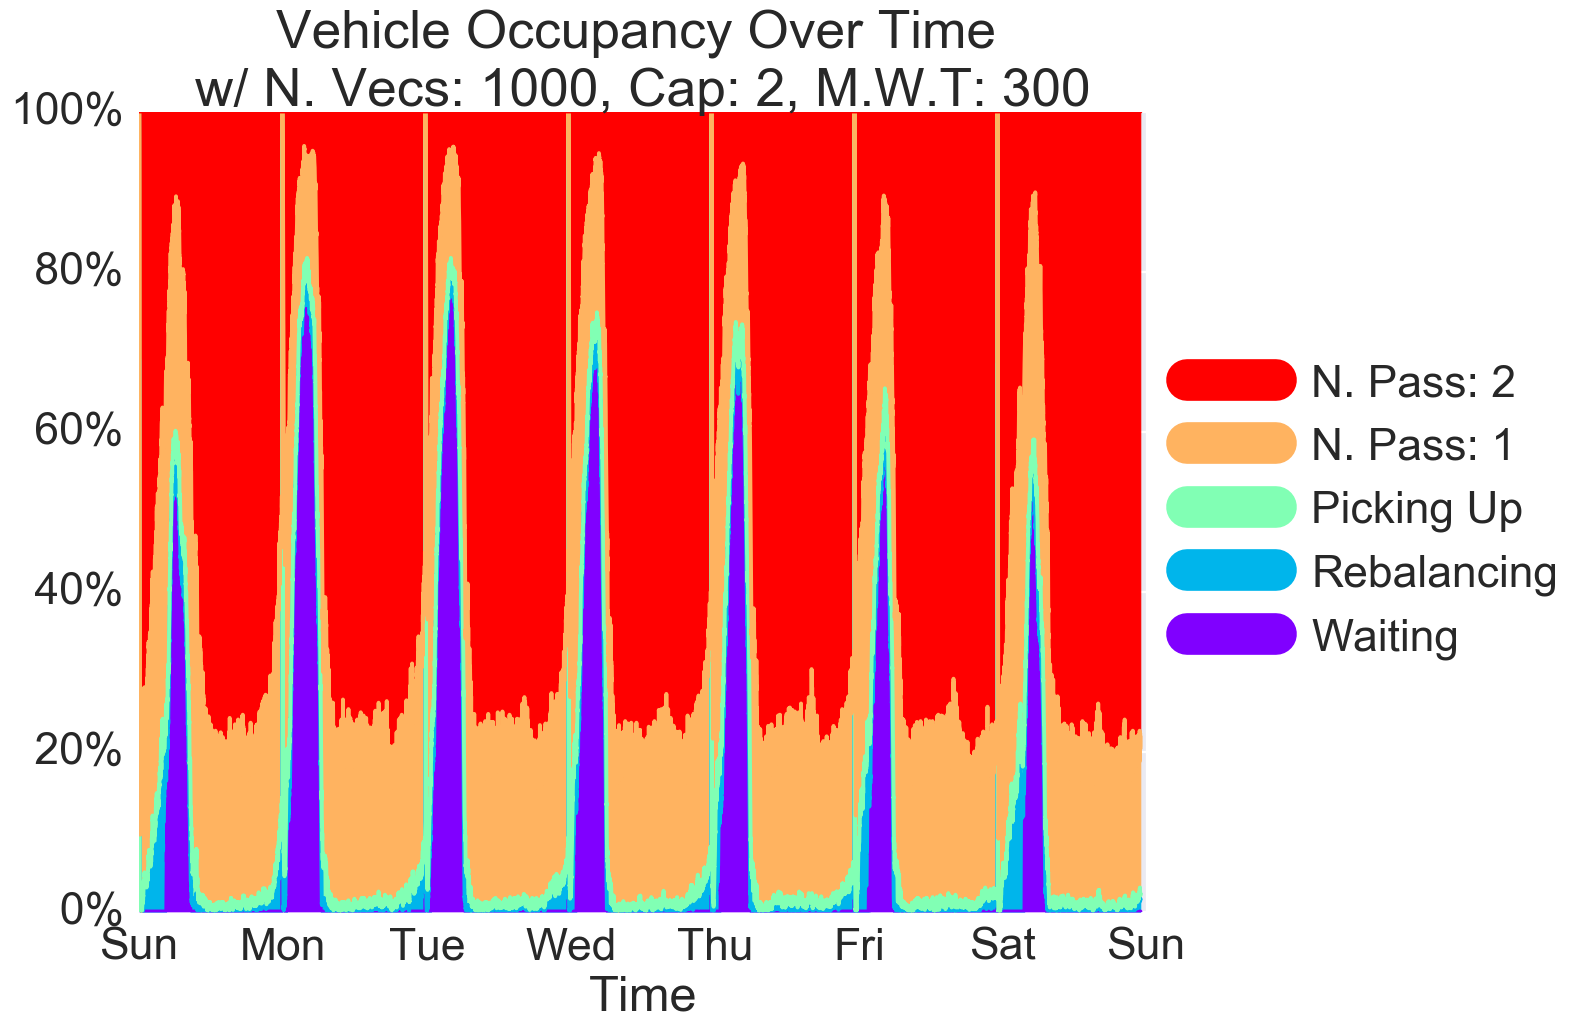 Vehicle Occupancy Over Time
w/ N. Vecs: 1000, Cap: 2, M.W.T: 300
100%
80%
60%
40%
20%
0%
Sun Mon Tue Wed Thu Fri Sat Sun
Time
N. Pass: 2
N. Pass: 1
Picking Up
Rebalancing
Waiting